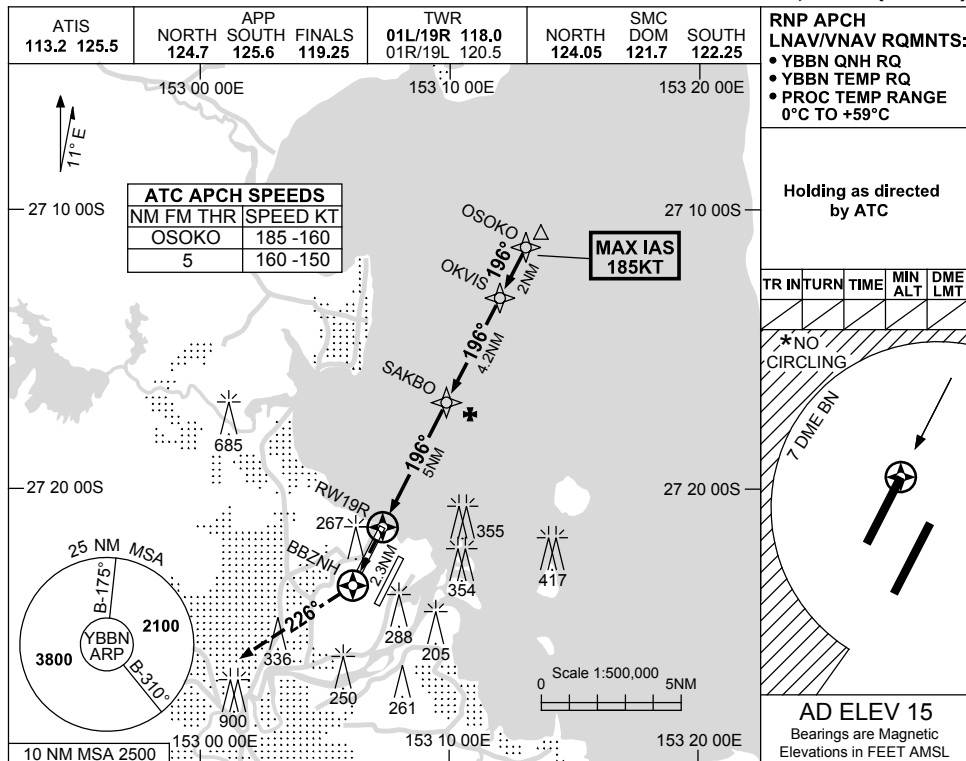 ATIS
113.2 125.5
APP
NORTH SOUTH FINALS
124.7 125.6 119.25
TWR
01L/19R 118.0
01R/19L 120.5
SMC
NORTH DOM SOUTH
124.05 121.7 122.25
RNP APCH
LNAV/VNAV RQMNTS:
• YBBN QNH RQ
• YBBN TEMP RQ
• PROC TEMP RANGE
0°C TO +59°C
153 00 00E
153 10 00E
153 20 00E
11° E
ATC APCH SPEEDS
NM FM THR SPEED KT
OSOKO 185 -160
5 160 -150
27 10 00S
27 10 00S
Holding as directed
by ATC
OSOKO
196°
2NM
MAX IAS
185KT
OKVIS
196°
4.2NM
TR IN TURN TIME MIN ALT DME LMT
*NO
CIRCLING
7 DME BN
SAKBO
196°
5NM
685
27 20 00S
RW19R
267
355
BBZNH
2.3NM
354
417
226°
288
336
205
250
261
900
25 NM MSA
B-175°
2100
YBBN
ARP
3800
B-310°
10 NM MSA 2500
Scale 1:500,000
0 5NM
153 00 00E
153 10 00E
153 20 00E
27 20 00S
AD ELEV 15
Bearings are Magnetic
Elevations in FEET AMSL